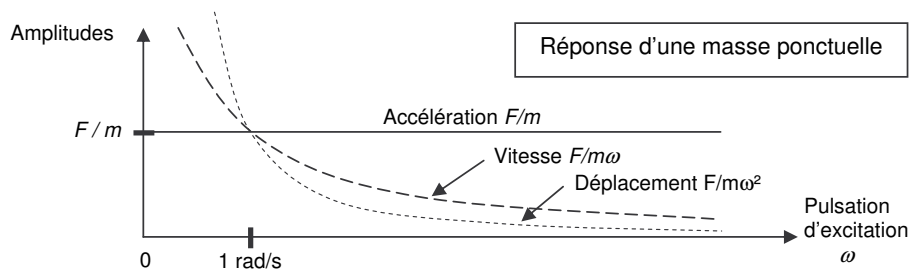 Amplitudes
Réponse d’une masse ponctuelle
Accélération F/m
F / m
Vitesse F/mω
Déplacement F/mω²
Pulsation
d’excitation
ω
0
1 rad/s